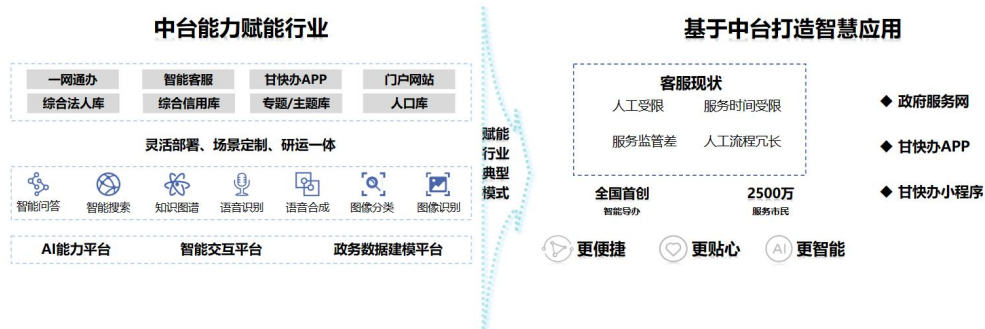 中台能力赋能行业
一网通办 智能客服 甘快办APP 门户网站
综合法人库 综合信用库 专题/主题库 人口库
灵活部署、场景定制、研运一体
智能问答 智能搜索 知识图谱 语音识别 语音合成 图像分类 图像识别
AI能力平台 智能交互平台 政务数据建模平台
赋能
行业
典型
模式
基于中台打造智慧应用
客服现状
人工受限 服务时间受限
服务监管差 人工流程冗长
全国首创 2500万
智能导办 服务市民
更便捷 更贴心 AI 更智能
◆ 政府服务网
◆ 甘快办APP
◆ 甘快办小程序